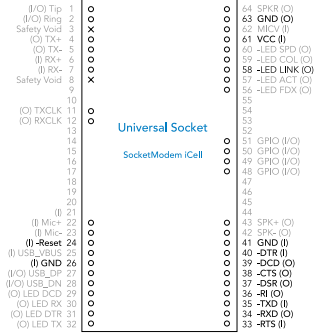 (I/O) Tip 1
(I/O) Ring 2
Safety Void 3
(O) TX+ 4
(O) TX- 5
(I) RX+ 6
(I) RX- 7
Safety Void 8
9
10
(O) TXCLK 11
(O) RXCLK 12
13
14
15
16
17
18
19
20
(I) 21
(I) Mic+ 22
(I) Mic- 23
(I) -Reset 24
(I) USB_VBUS 25
(I) GND 26
(I/O) USB_DP 27
(I/O) USB_DN 28
(O) LED DCD 29
(O) LED RX 30
(O) LED DTR 31
(O) LED TX 32
Universal Socket
SocketModem iCell
64 SPKR (O)
63 GND (O)
62 MICV (I)
61 VCC (I)
60 -LED SPD (O)
59 -LED COL (O)
58 -LED LINK (O)
57 -LED ACT (O)
56 -LED FDX (O)
55
54
53
52
51 GPIO (I/O)
50 GPIO (I/O)
49 GPIO (I/O)
48 GPIO (I/O)
47
46
45
44
43 SPK+ (O)
42 SPK- (O)
41 GND (I)
40 -DTR (I)
39 -DCD (O)
38 -CTS (O)
37 -DSR (O)
36 -RI (O)
35 -TXD (I)
34 -RXD (O)
33 -RTS (I)